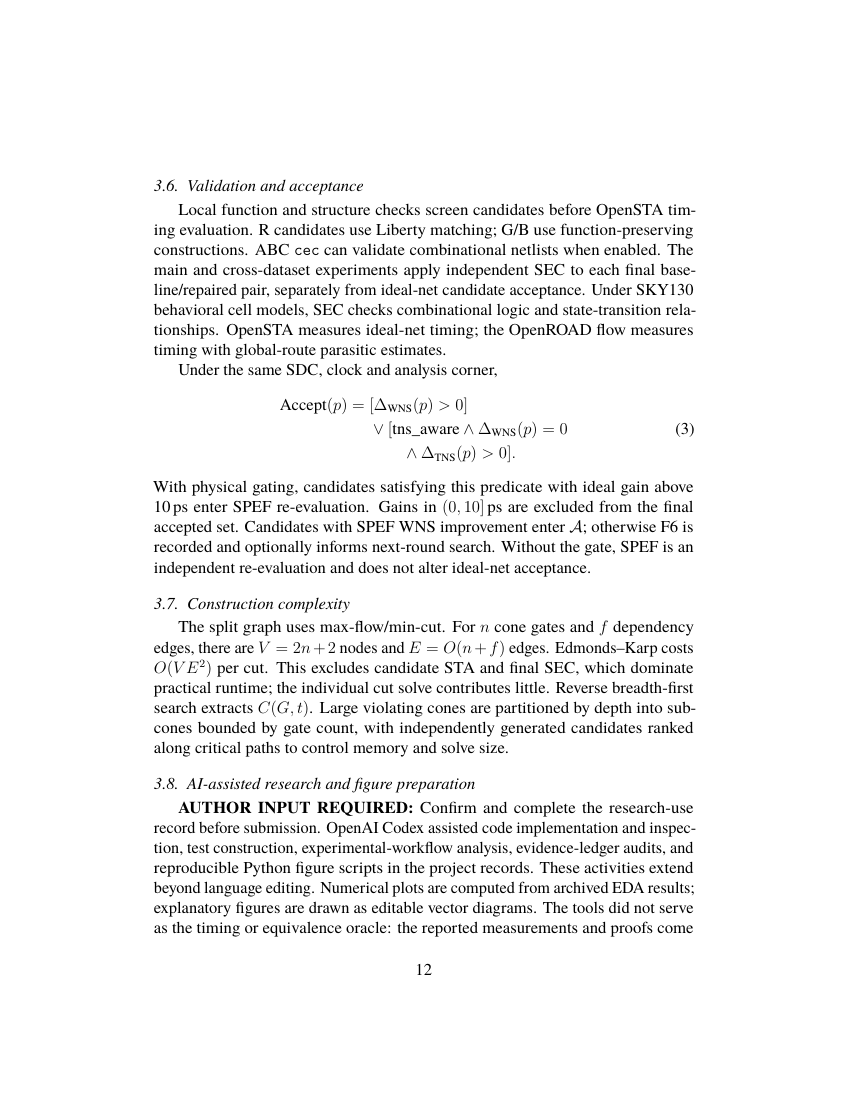 3.6. Validation and acceptance
Local function and structure checks screen candidates before OpenSTA tim-
ing evaluation. R candidates use Liberty matching; G/B use function-preserving
constructions. ABC cec can validate combinational netlists when enabled. The
main and cross-dataset experiments apply independent SEC to each final base-
line/repaired pair, separately from ideal-net candidate acceptance. Under SKY130
behavioral cell models, SEC checks combinational logic and state-transition rela-
tionships. OpenSTA measures ideal-net timing; the OpenROAD flow measures
timing with global-route parasitic estimates.
Under the same SDC, clock and analysis corner,
Accept(p) = [Δ_WNS(p) > 0]
∨ [tns_aware ∧ Δ_WNS(p) = 0 (3)
∧ Δ_TNS(p) > 0].
With physical gating, candidates satisfying this predicate with ideal gain above
10 ps enter SPEF re-evaluation. Gains in (0, 10] ps are excluded from the final
accepted set. Candidates with SPEF WNS improvement enter 𝒜; otherwise F6 is
recorded and optionally informs next-round search. Without the gate, SPEF is an
independent re-evaluation and does not alter ideal-net acceptance.
3.7. Construction complexity
The split graph uses max-flow/min-cut. For n cone gates and f dependency
edges, there are V = 2n + 2 nodes and E = O(n + f) edges. Edmonds–Karp costs
O(VE²) per cut. This excludes candidate STA and final SEC, which dominate
practical runtime; the individual cut solve contributes little. Reverse breadth-first
search extracts C(G, t). Large violating cones are partitioned by depth into sub-
cones bounded by gate count, with independently generated candidates ranked
along critical paths to control memory and solve size.
3.8. AI-assisted research and figure preparation
AUTHOR INPUT REQUIRED: Confirm and complete the research-use
record before submission. OpenAI Codex assisted code implementation and inspec-
tion, test construction, experimental-workflow analysis, evidence-ledger audits, and
reproducible Python figure scripts in the project records. These activities extend
beyond language editing. Numerical plots are computed from archived EDA results;
explanatory figures are drawn as editable vector diagrams. The tools did not serve
as the timing or equivalence oracle: the reported measurements and proofs come
12